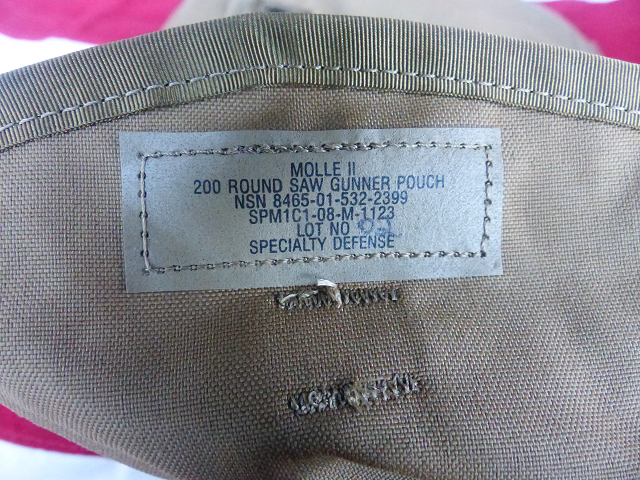 MOLLE II
200 ROUND SAW GUNNER POUCH
NSN 8465-01-532-2399
SPM1C1-08-M-1123
LOT NO
SPECIALTY DEFENSE